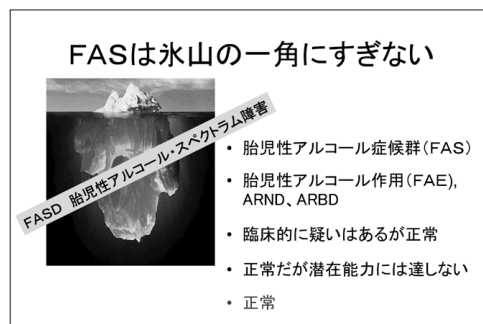 FASは氷山の一角にすぎない
FASD 胎児性アルコール・スペクトラム障害
• 胎児性アルコール症候群(FAS)
• 胎児性アルコール作用(FAE),
ARND、ARBD
• 臨床的に疑いはあるが正常
• 正常だが潜在能力には達しない
• 正常